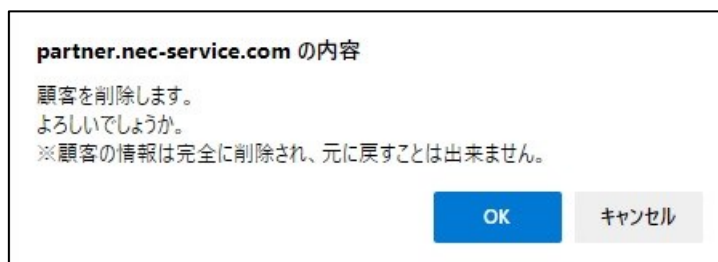 partner.nec-service.com の内容
顧客を削除します。
よろしいでしょうか。
※顧客の情報は完全に削除され、元に戻すことは出来ません。
OK キャンセル